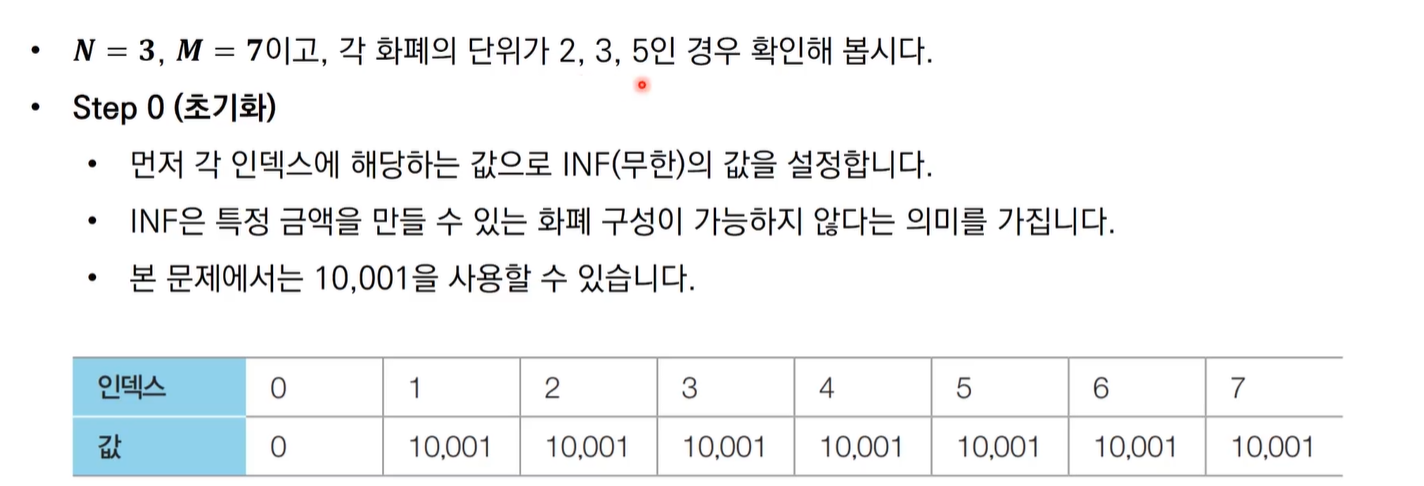 • N = 3, M = 7이고, 각 화폐의 단위가 2, 3, 5인 경우 확인해 봅시다.
• Step 0 (초기화)
• 먼저 각 인덱스에 해당하는 값으로 INF(무한)의 값을 설정합니다.
• INF은 특정 금액을 만들 수 있는 화폐 구성이 가능하지 않다는 의미를 가집니다.
• 본 문제에서는 10,001을 사용할 수 있습니다.
인덱스 0 1 2 3 4 5 6 7
값 0 10,001 10,001 10,001 10,001 10,001 10,001 10,001